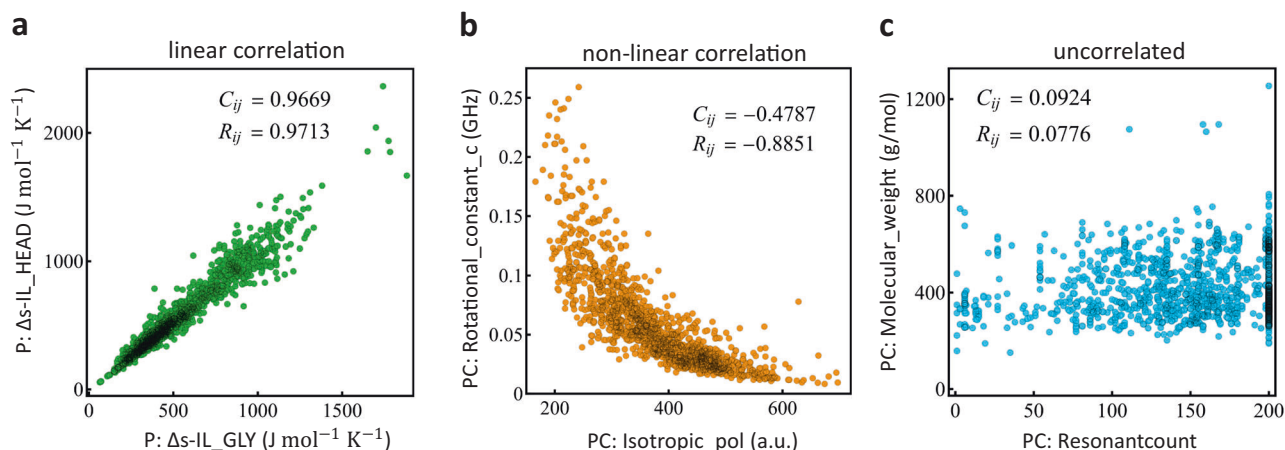 a
linear correlation
P: Δs-IL_HEAD (J mol⁻¹ K⁻¹)
2000
1000
0
C_ij = 0.9669
R_ij = 0.9713
0 500 1000 1500
P: Δs-IL_GLY (J mol⁻¹ K⁻¹)
b
non-linear correlation
PC: Rotational_constant_c (GHz)
0.25
0.2
0.15
0.1
0.05
0
C_ij = −0.4787
R_ij = −0.8851
200 400 600
PC: Isotropic_pol (a.u.)
c
uncorrelated
PC: Molecular_weight (g/mol)
1200
800
400
0
C_ij = 0.0924
R_ij = 0.0776
0 50 100 150 200
PC: Resonantcount